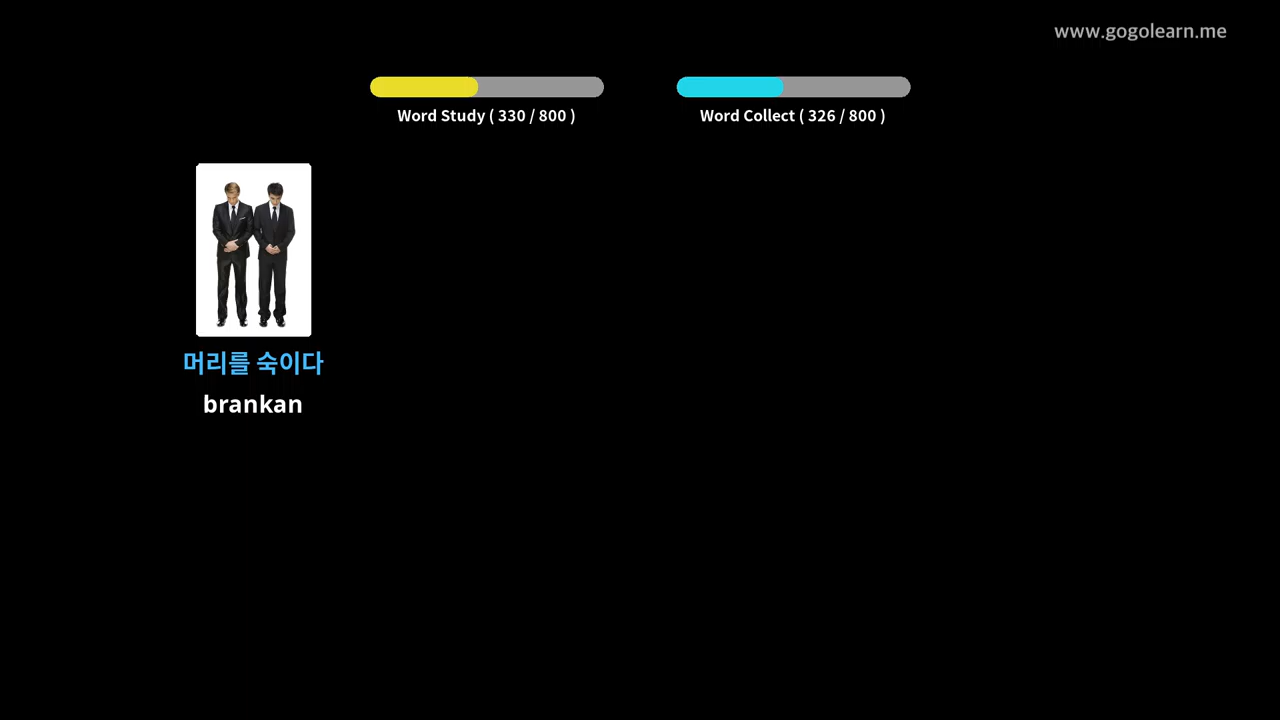 www.gogolearn.me
Word Study ( 330 / 800 )
Word Collect ( 326 / 800 )
머리를 숙이다
brankan